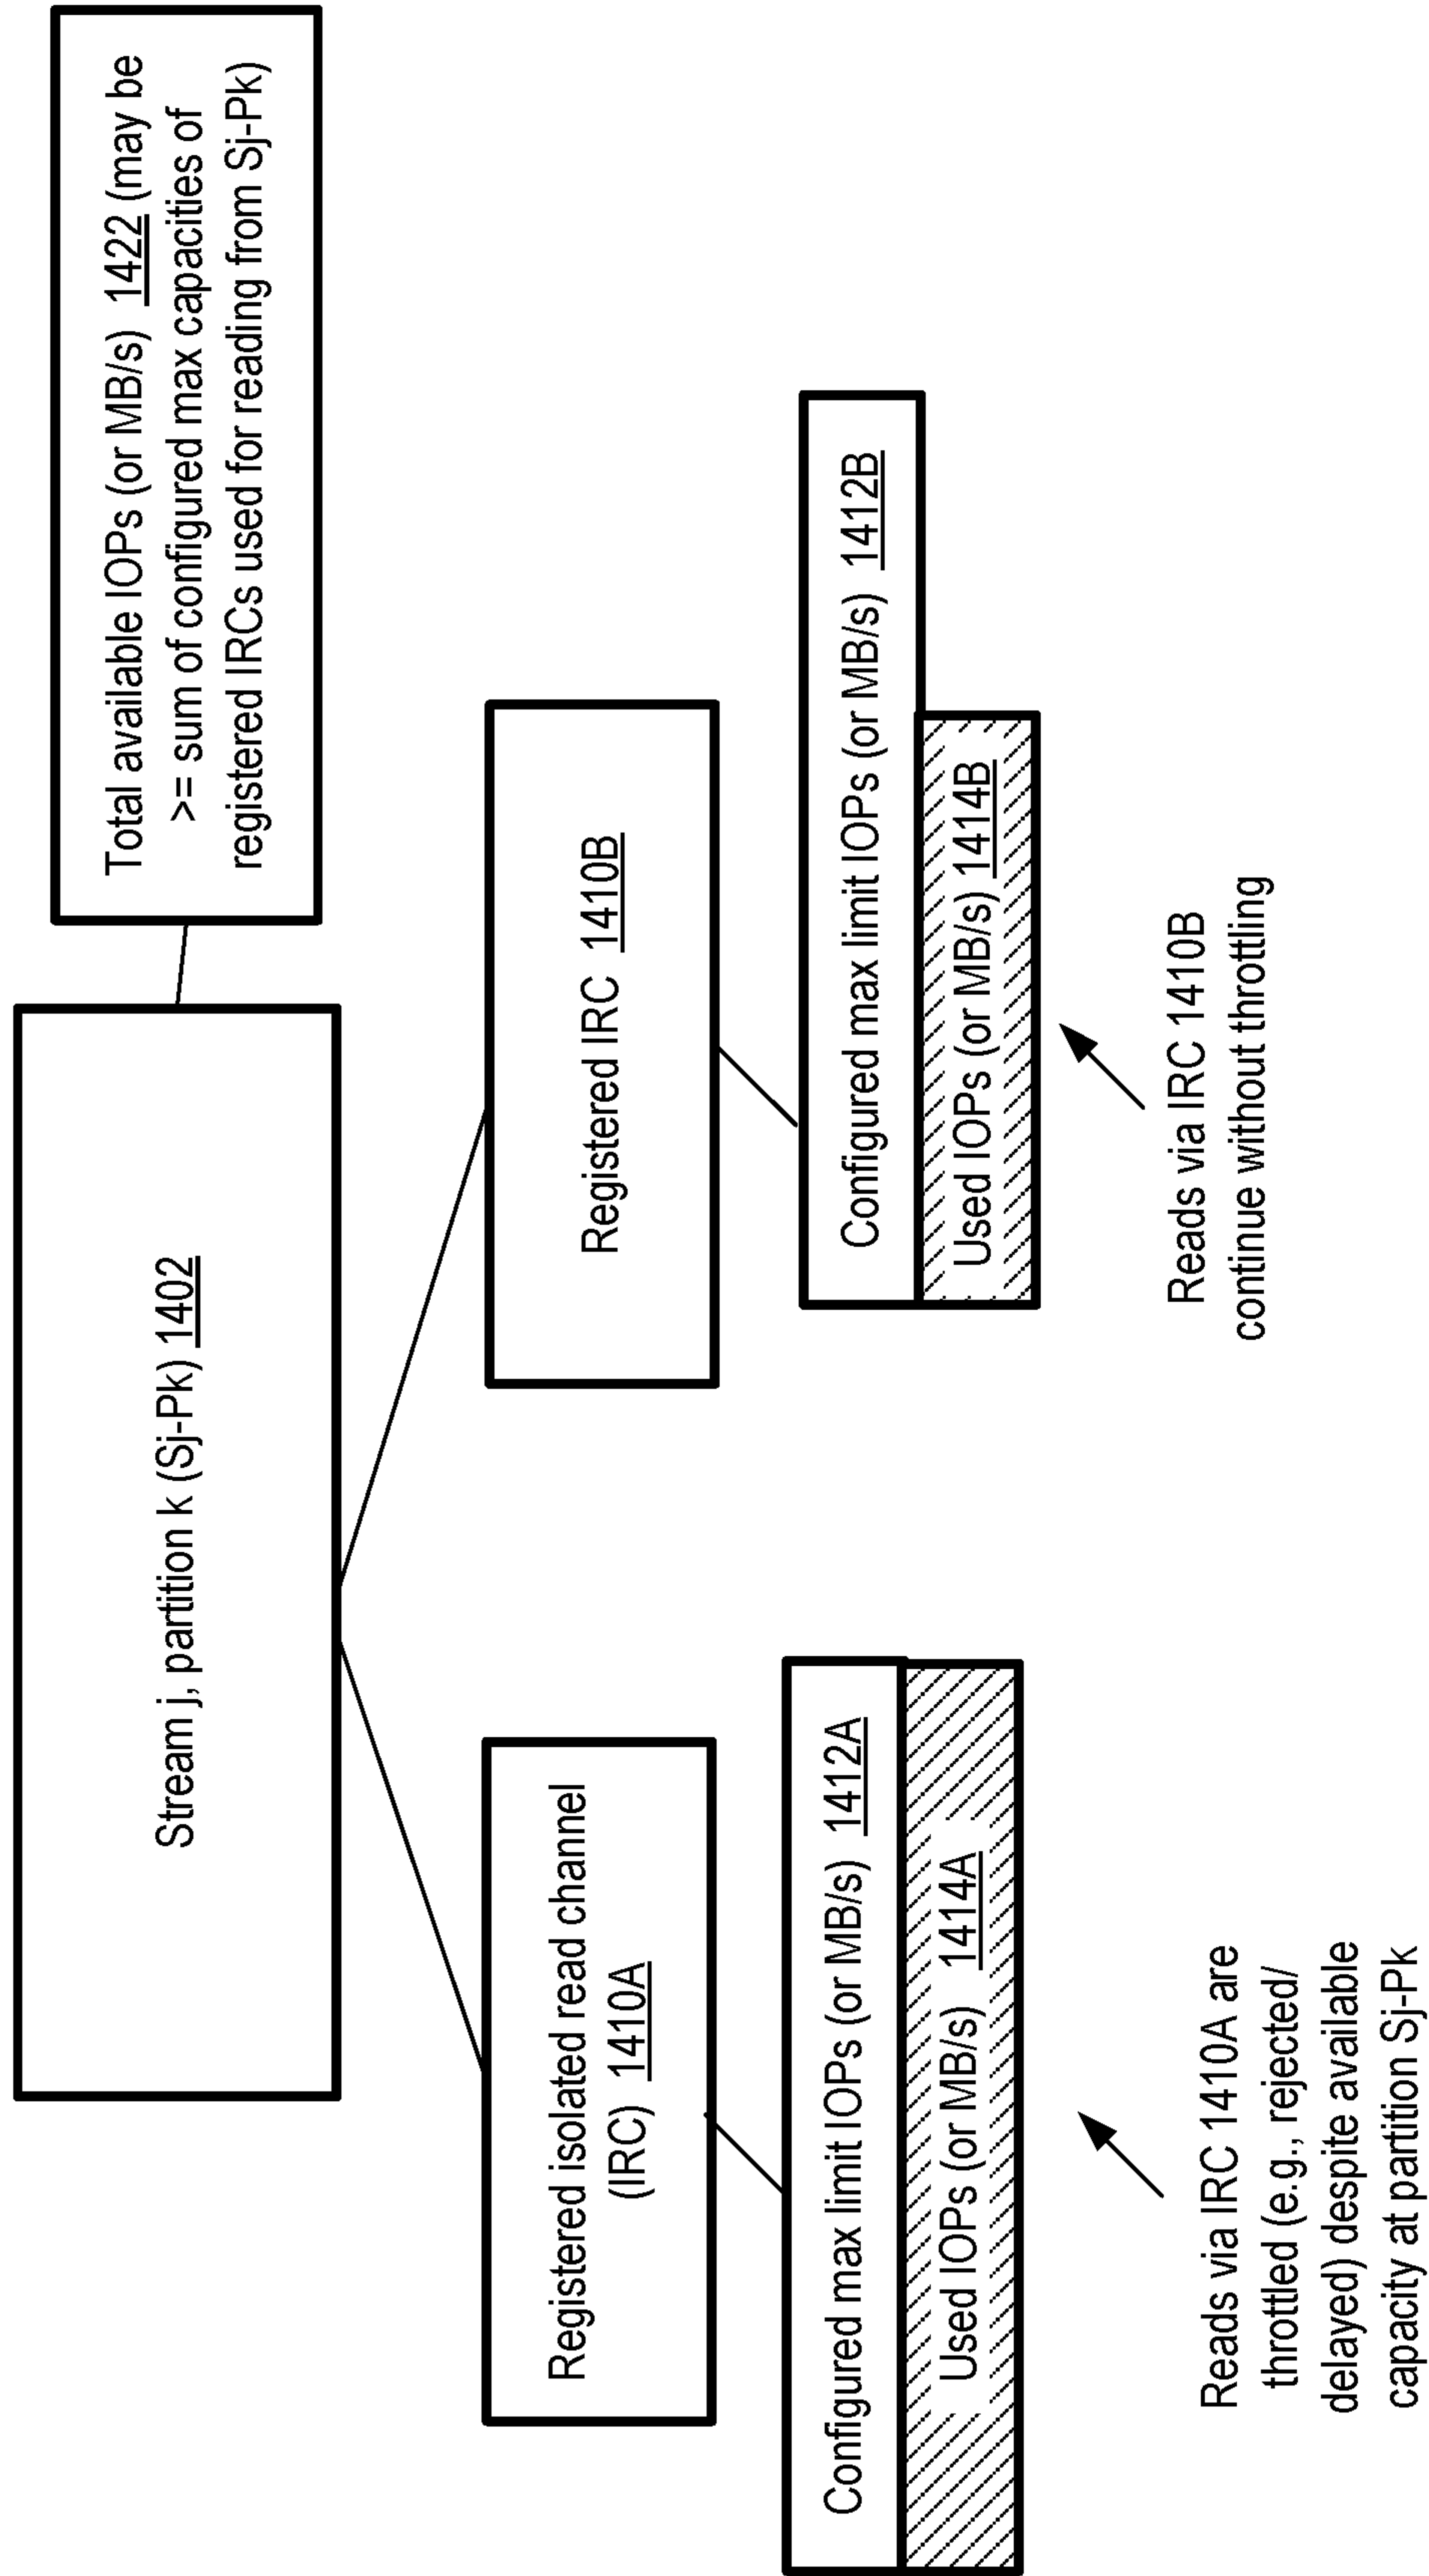 Stream j, partition k (Sj-Pk) 1402
Total available IOPs (or MB/s) 1422 (may be
>= sum of configured max capacities of
registered IRCs used for reading from Sj-Pk)
Registered isolated read channel
(IRC) 1410A
Registered IRC 1410B
Configured max limit IOPs (or MB/s) 1412A
Used IOPs (or MB/s) 1414A
Configured max limit IOPs (or MB/s) 1412B
Used IOPs (or MB/s) 1414B
Reads via IRC 1410A are
throttled (e.g., rejected/
delayed) despite available
capacity at partition Sj-Pk
Reads via IRC 1410B
continue without throttling